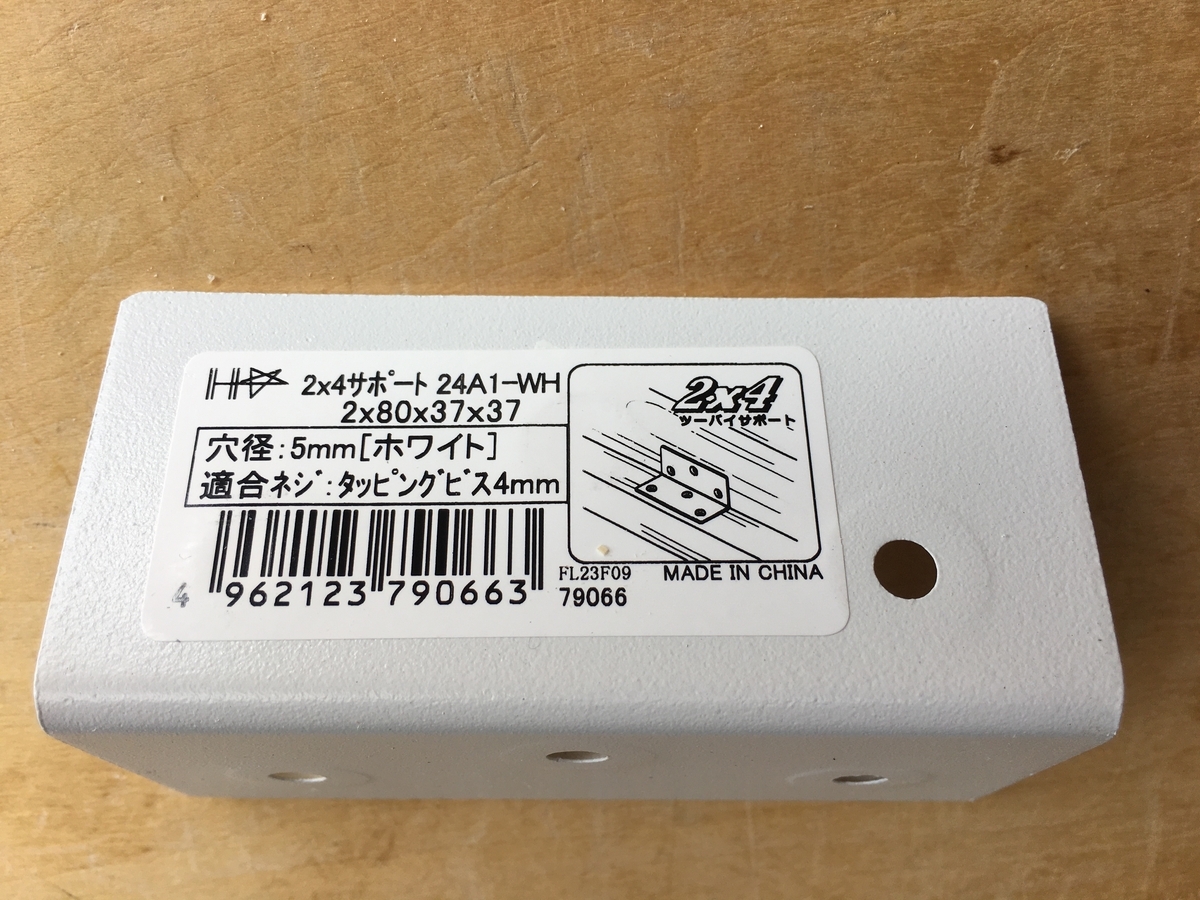 2x4サポート 24A1-WH
2x80x37x37
穴径:5mm[ホワイト]
適合ネジ:タッピングビス4mm
2x4
ツーバイサポート
4 962123 790663
FL23F09
79066
MADE IN CHINA